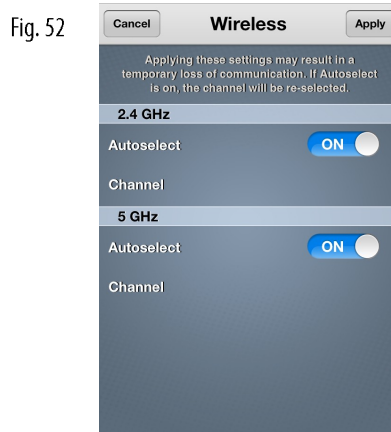 Fig. 52
Cancel Wireless Apply
Applying these settings may result in a
temporary loss of communication. If Autoselect
is on, the channel will be re-selected.
2.4 GHz
Autoselect ON
Channel
5 GHz
Autoselect ON
Channel